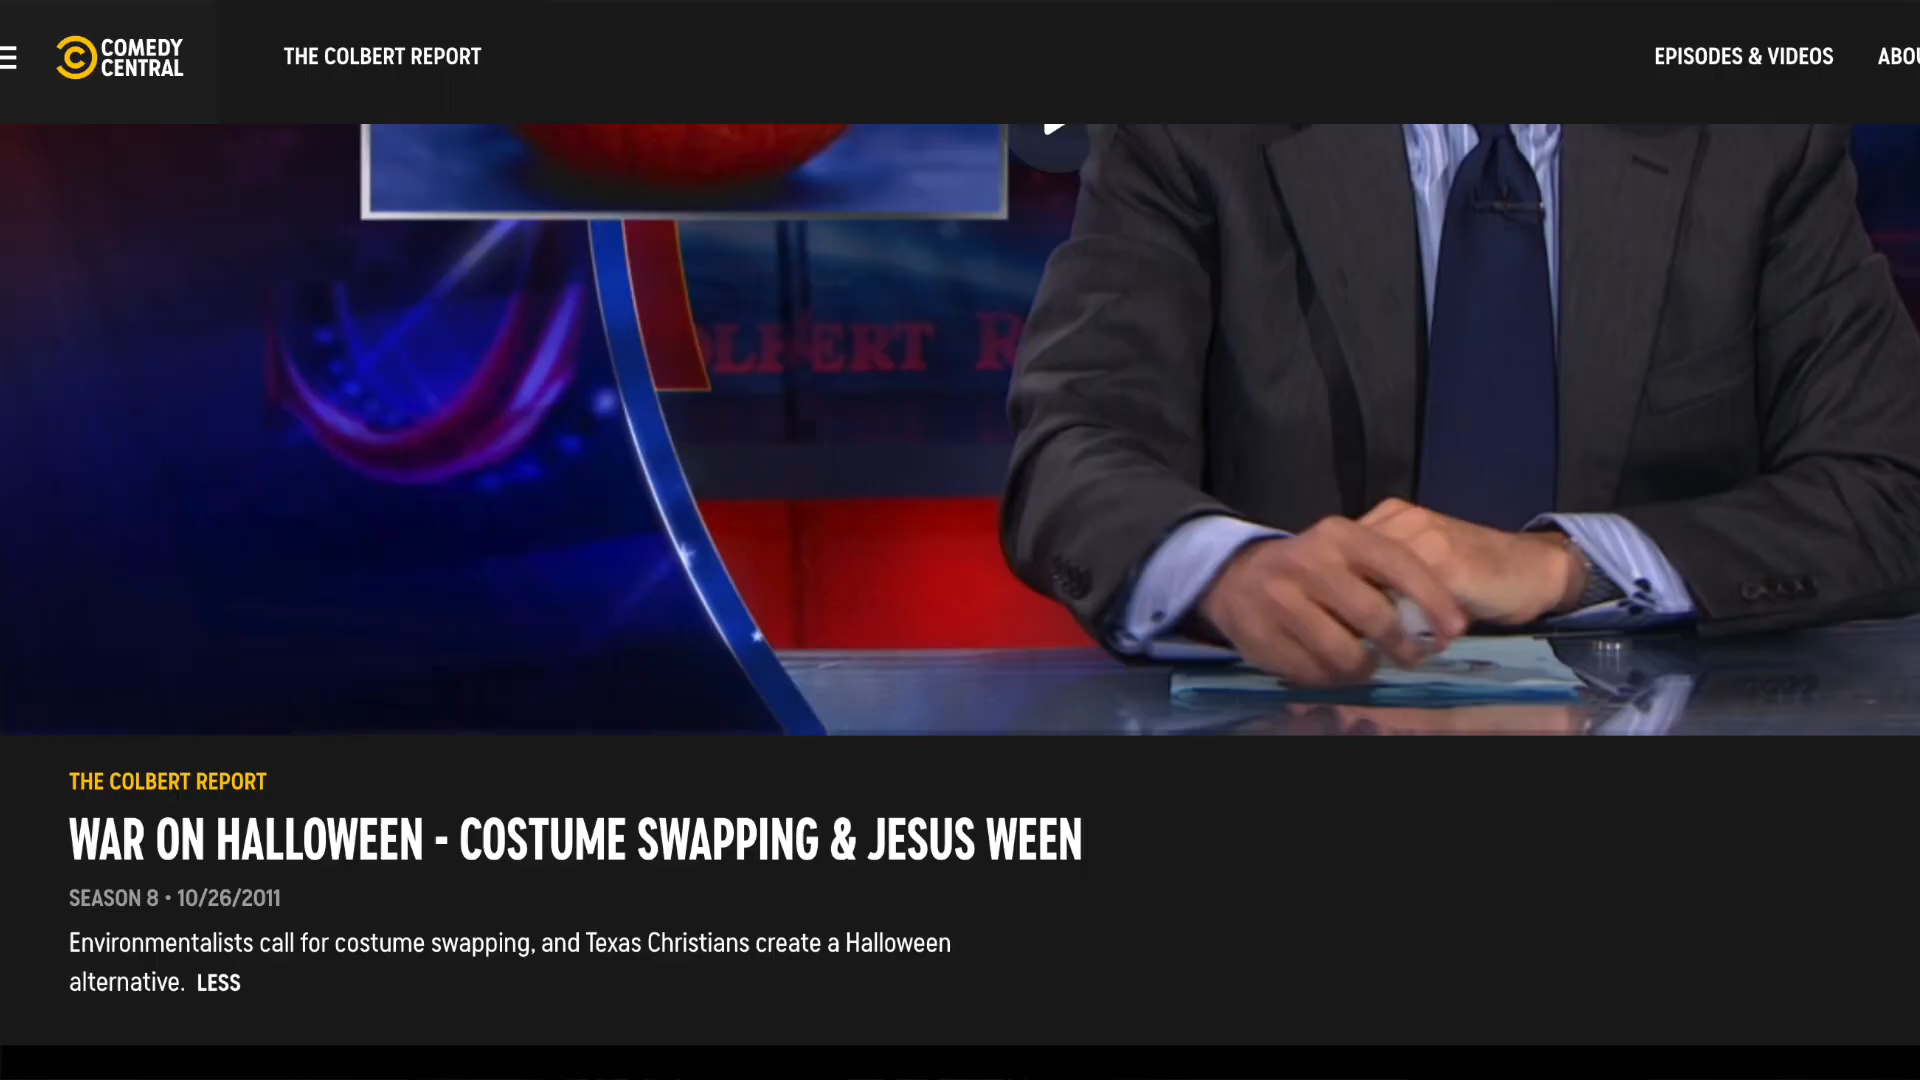 COMEDY
CENTRAL
THE COLBERT REPORT
EPISODES & VIDEOS
OLBERT
THE COLBERT REPORT
WAR ON HALLOWEEN - COSTUME SWAPPING & JESUS WEEN
SEASON 8 • 10/26/2011
Environmentalists call for costume swapping, and Texas Christians create a Halloween
alternative. LESS